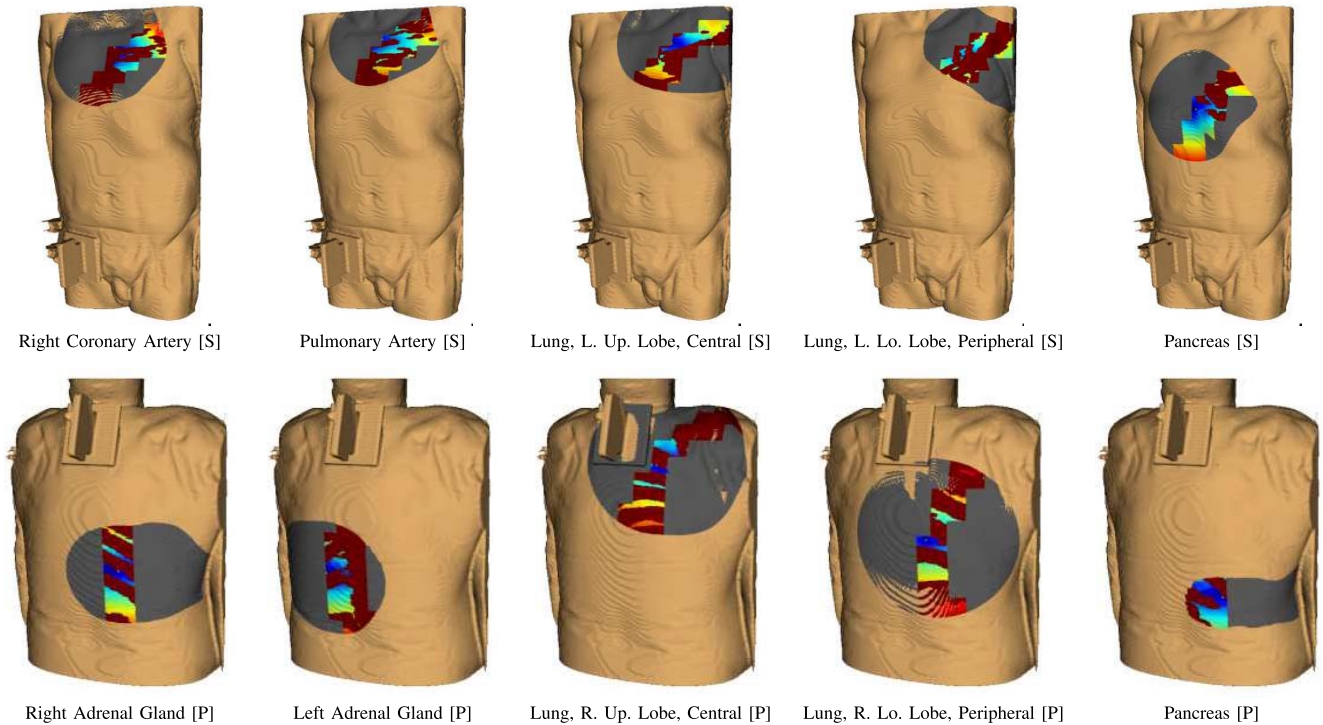 Right Coronary Artery [S]
Pulmonary Artery [S]
Lung, L. Up. Lobe, Central [S]
Lung, L. Lo. Lobe, Peripheral [S]
Pancreas [S]
Right Adrenal Gland [P]
Left Adrenal Gland [P]
Lung, R. Up. Lobe, Central [P]
Lung, R. Lo. Lobe, Peripheral [P]
Pancreas [P]